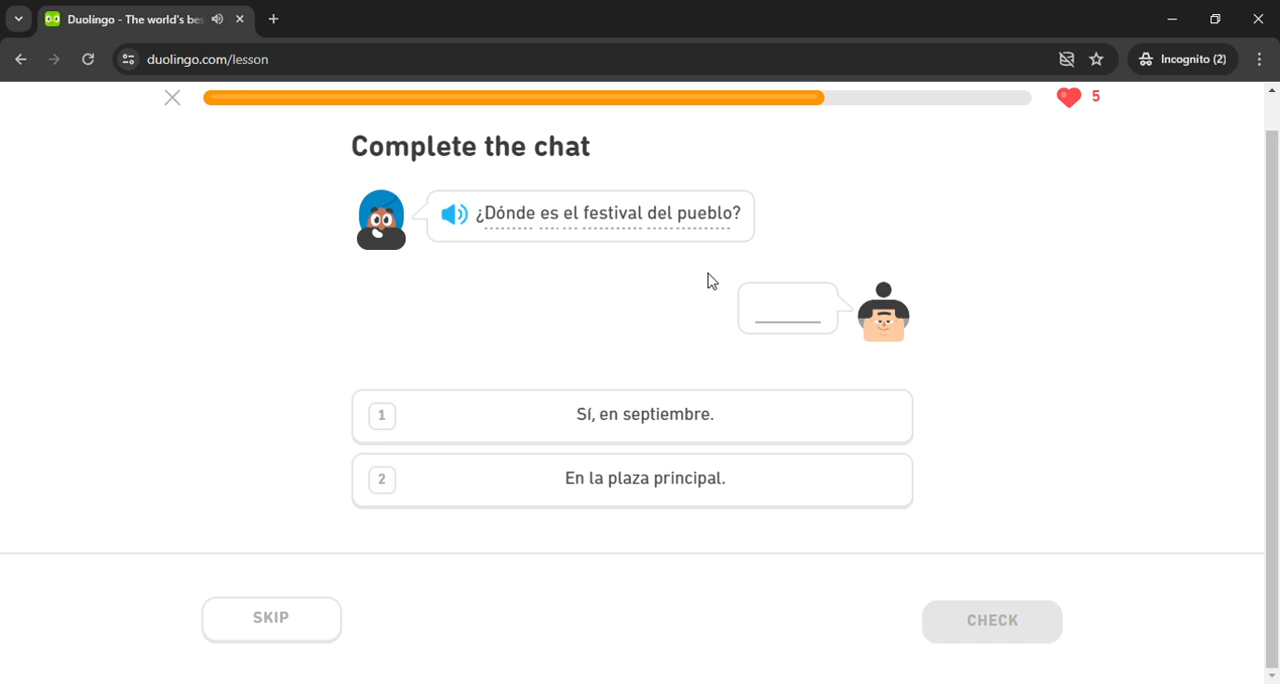 Duolingo - The world's bes
duolingo.com/lesson
Incognito (2)
5
Complete the chat
¿Dónde es el festival del pueblo?
1 Sí, en septiembre.
2 En la plaza principal.
SKIP
CHECK